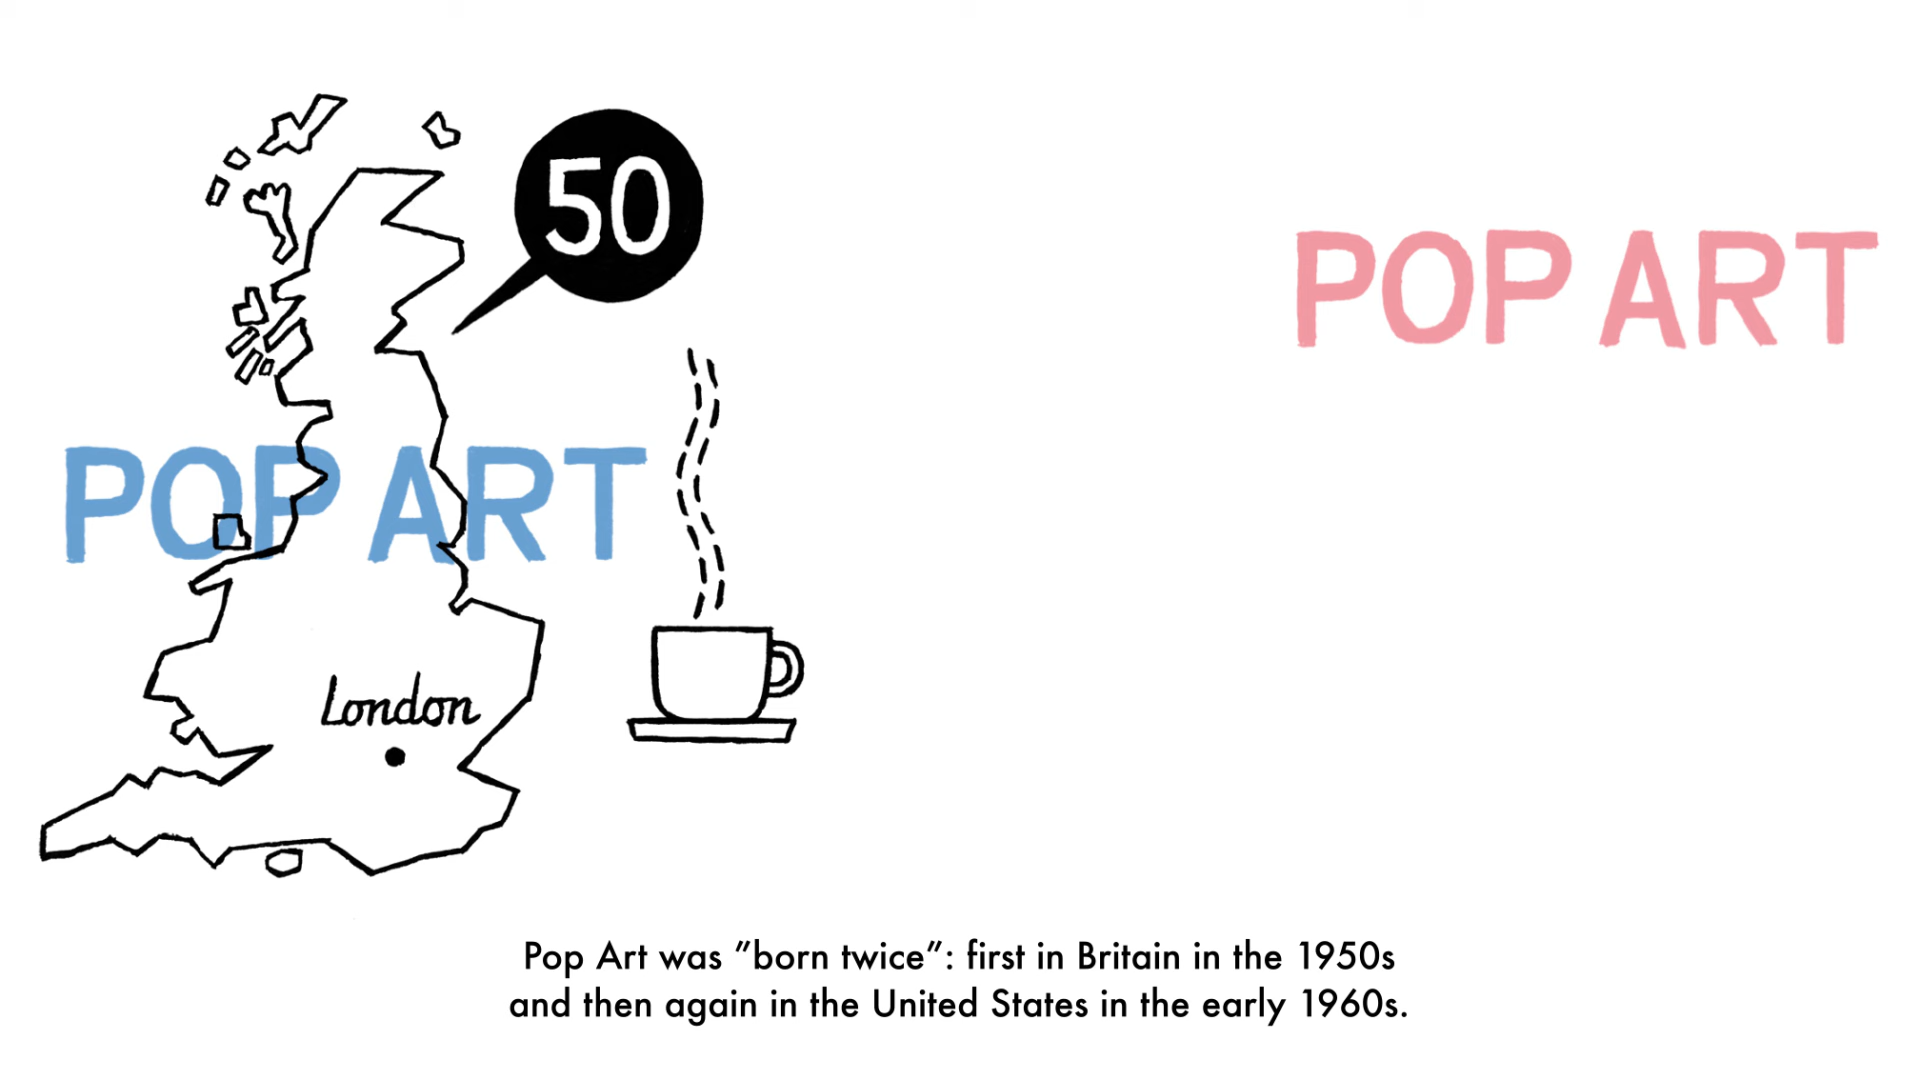 50
POP ART
POP ART
London
Pop Art was "born twice": first in Britain in the 1950s
and then again in the United States in the early 1960s.